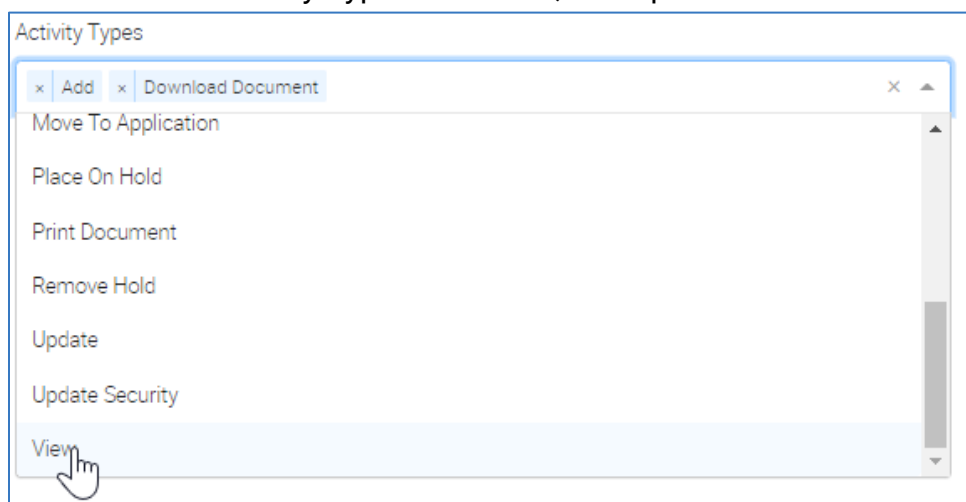 Activity Types
× Add × Download Document
Move To Application
Place On Hold
Print Document
Remove Hold
Update
Update Security
View